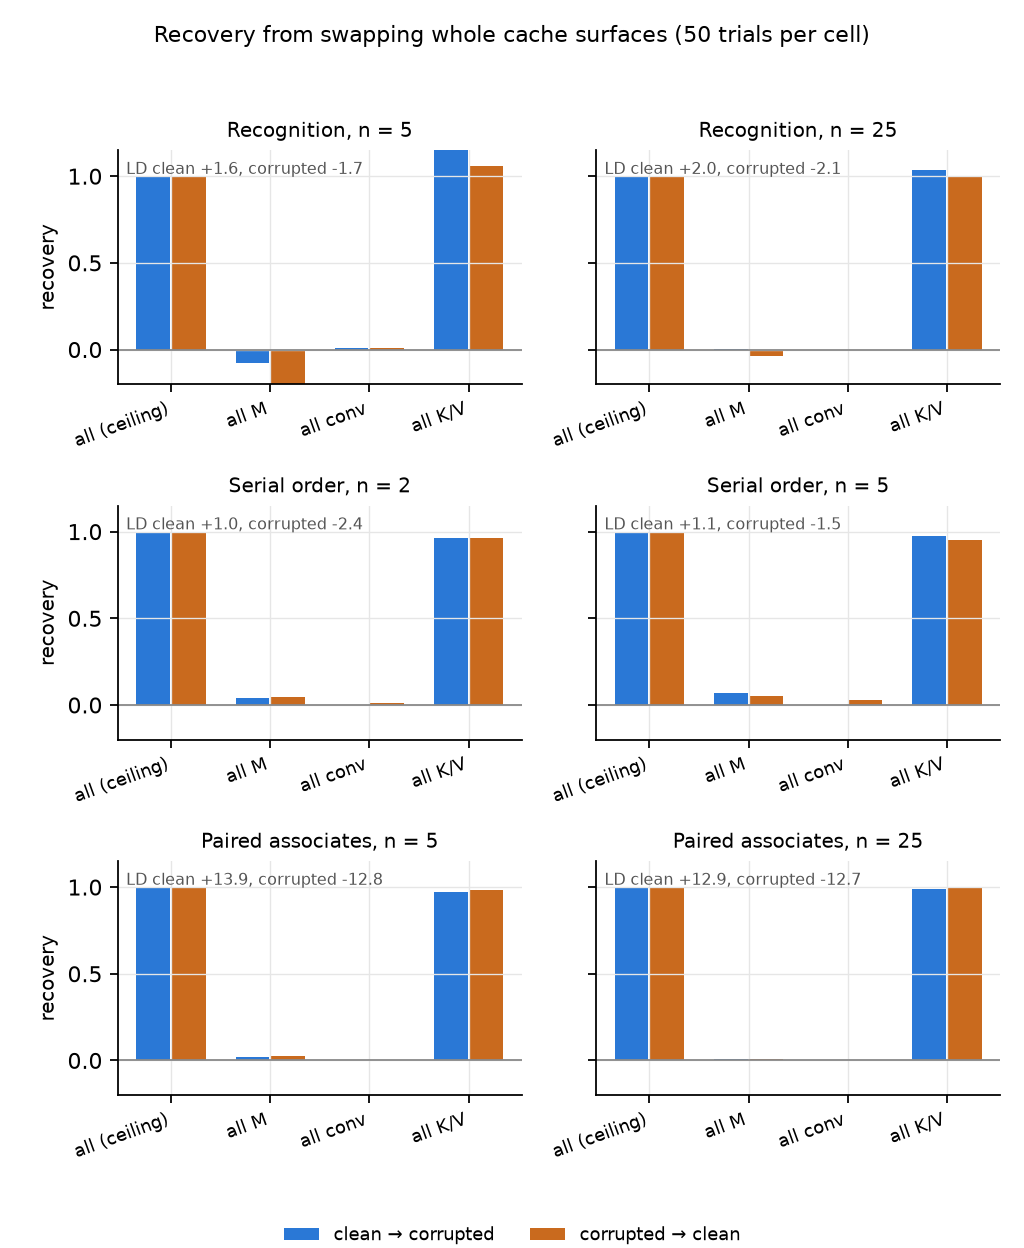 Recovery from swapping whole cache surfaces (50 trials per cell)
Recognition, n = 5
LD clean +1.6, corrupted -1.7
recovery
1.0
0.5
0.0
all (ceiling)
all M
all conv
all K/V
Recognition, n = 25
LD clean +2.0, corrupted -2.1
all (ceiling)
all M
all conv
all K/V
Serial order, n = 2
LD clean +1.0, corrupted -2.4
recovery
1.0
0.5
0.0
all (ceiling)
all M
all conv
all K/V
Serial order, n = 5
LD clean +1.1, corrupted -1.5
all (ceiling)
all M
all conv
all K/V
Paired associates, n = 5
LD clean +13.9, corrupted -12.8
recovery
1.0
0.5
0.0
all (ceiling)
all M
all conv
all K/V
Paired associates, n = 25
LD clean +12.9, corrupted -12.7
all (ceiling)
all M
all conv
all K/V
clean → corrupted
corrupted → clean